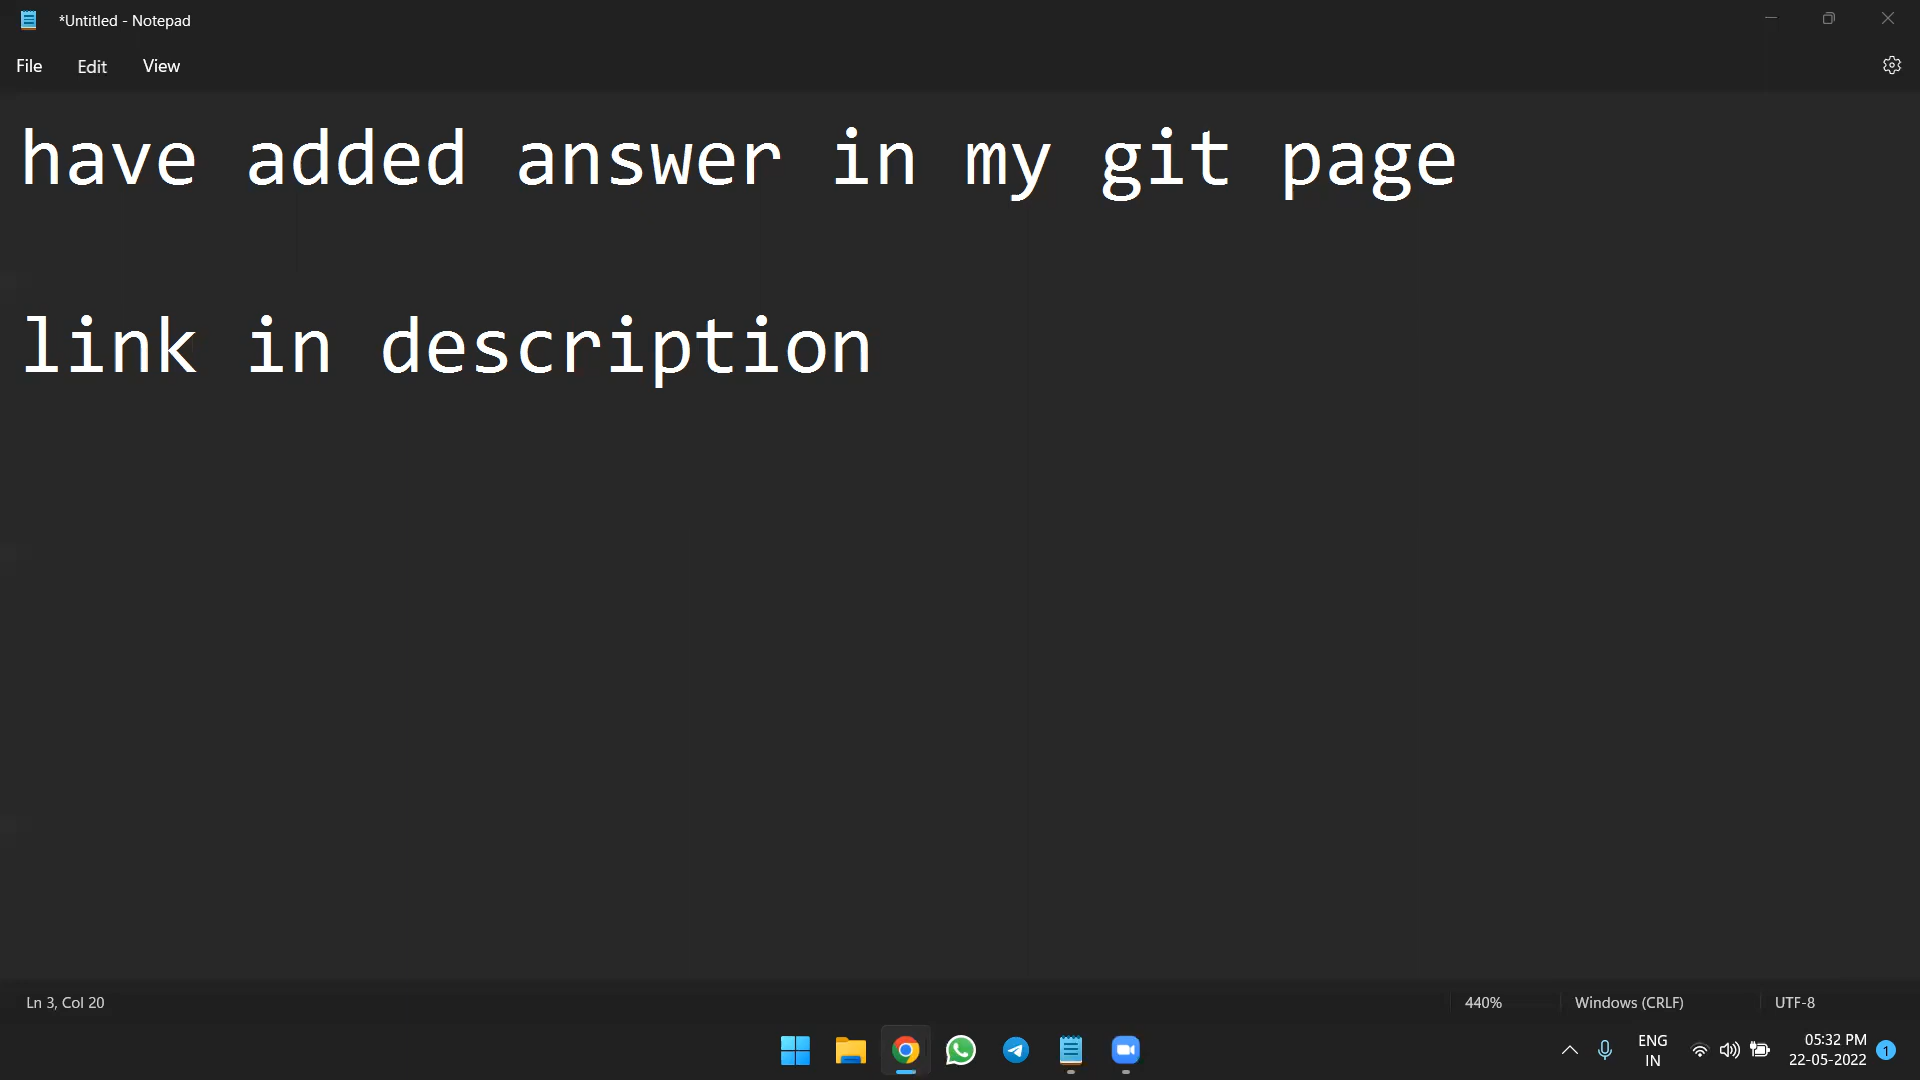 *Untitled - Notepad
File Edit View
have added answer in my git page
link in description
Ln 3, Col 20 440% Windows (CRLF) UTF-8
ENG 05:32 PM
IN 22-05-2022 1